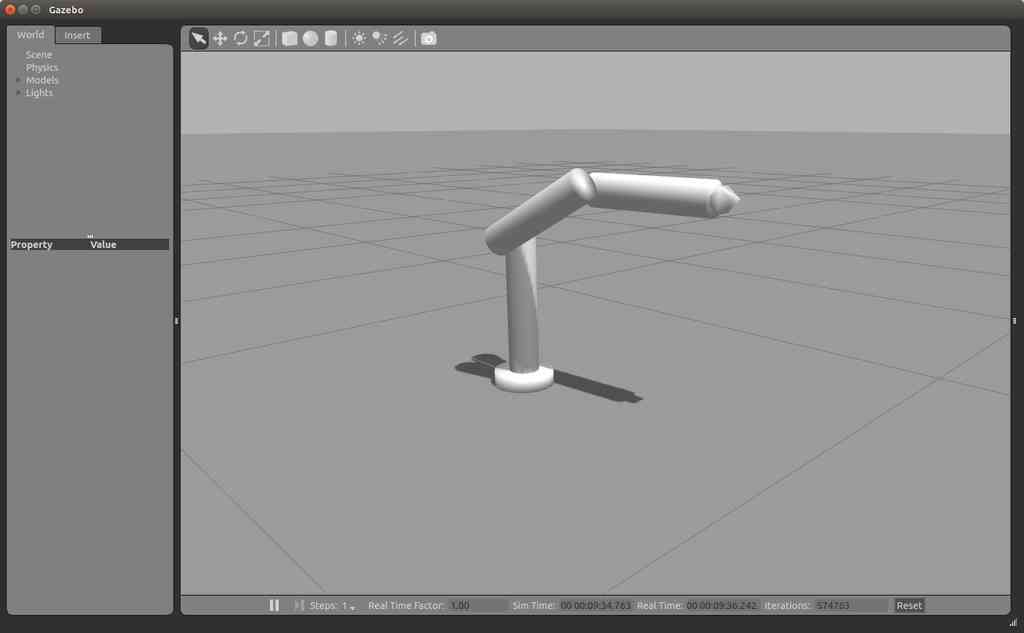 Gazebo
World Insert
Scene
Physics
Models
Lights
Property Value
Steps: 1 Real Time Factor: 1.00 Sim Time: 00 00:09:34.763 Real Time: 00 00:09:36.242 Iterations: 574763 Reset